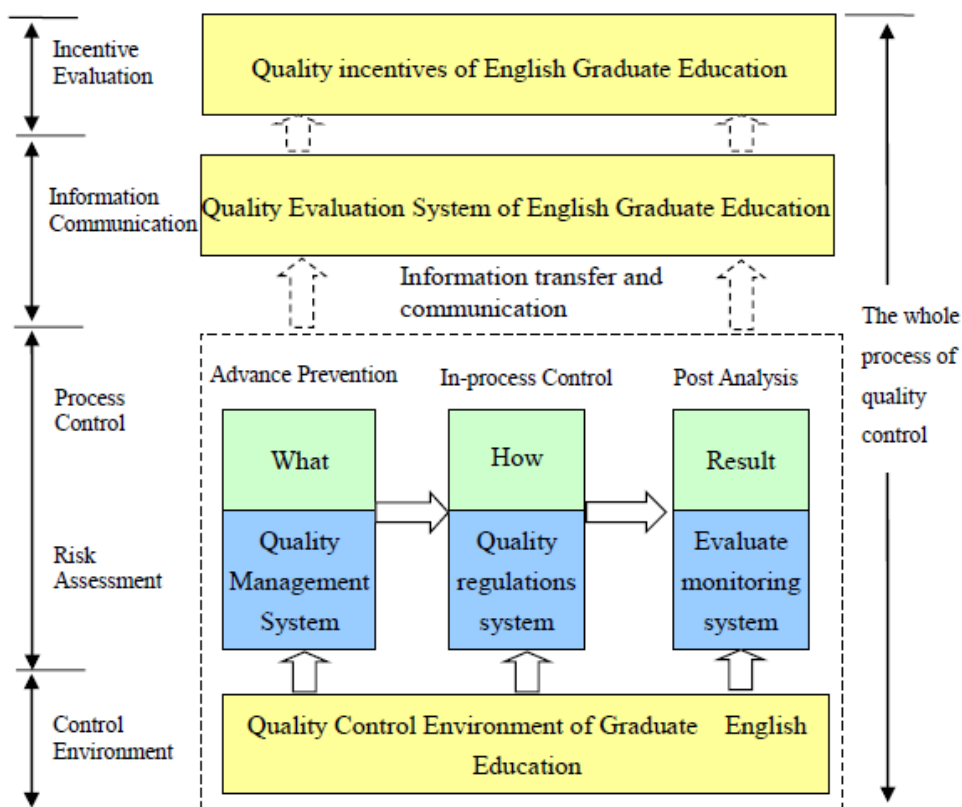 Incentive
Evaluation
Quality incentives of English Graduate Education
Information
Communication
Quality Evaluation System of English Graduate Education
Information transfer and
communication
The whole
process of
quality
control
Process
Control
Advance Prevention
In-process Control
Post Analysis
What
How
Result
Risk
Assessment
Quality
Management
System
Quality
regulations
system
Evaluate
monitoring
system
Control
Environment
Quality Control Environment of Graduate English
Education